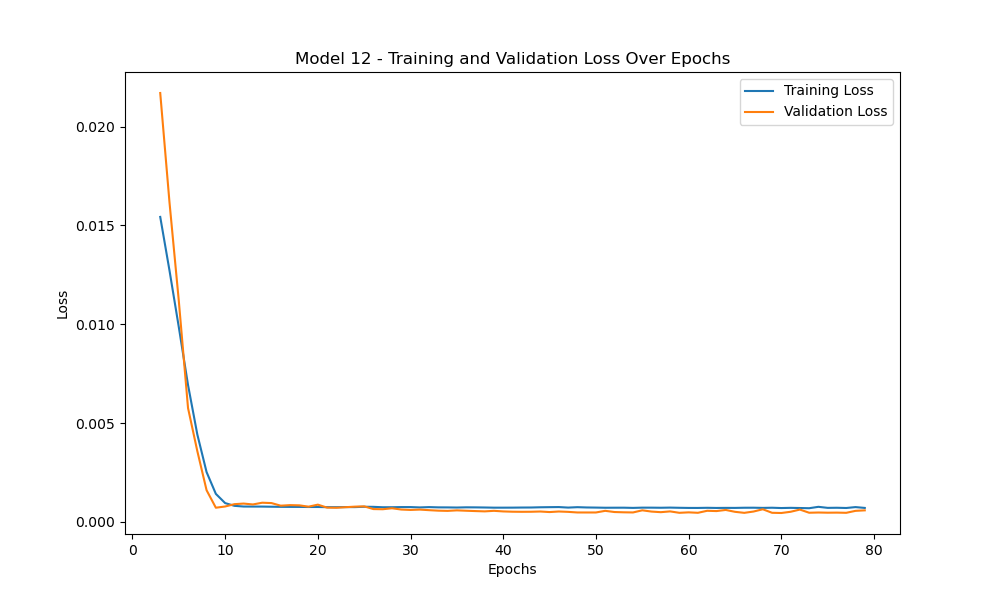 Model 12 - Training and Validation Loss Over Epochs
Training Loss
Validation Loss
0.020
0.015
0.010
0.005
0.000
Loss
0 10 20 30 40 50 60 70 80
Epochs